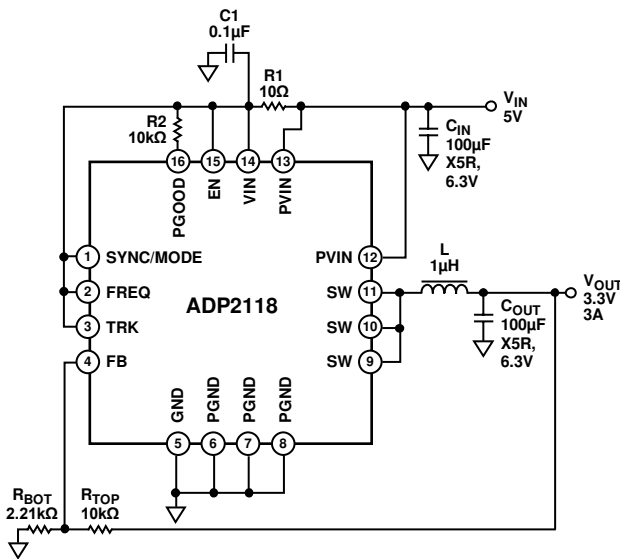 C1
0.1µF
R1
10Ω
R2
10kΩ
VIN
5V
CIN
100µF
X5R,
6.3V
16
15
14
13
PGOOD
EN
VIN
PVIN
1
SYNC/MODE
2
FREQ
3
TRK
4
FB
ADP2118
PVIN
12
SW
11
SW
10
SW
9
L
1µH
VOUT
3.3V
3A
COUT
100µF
X5R,
6.3V
GND
PGND
PGND
PGND
5
6
7
8
RBOT
2.21kΩ
RTOP
10kΩ